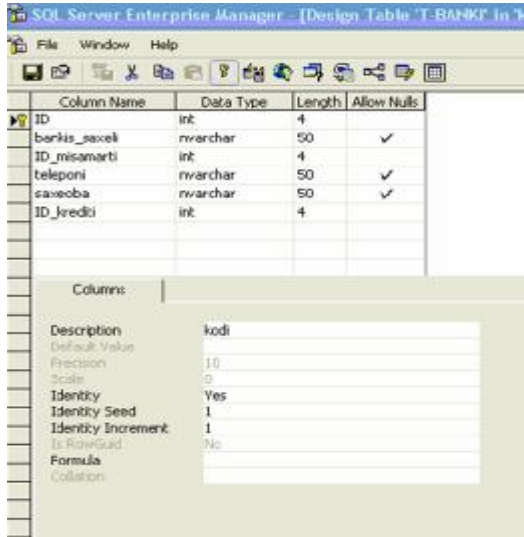 SQL Server Enterprise Manager - [Design Table 'T-BANKI' in
File Window Help
Column Name Data Type Length Allow Nulls
ID int 4
bankis_saxeli nvarchar 50 ✓
ID_misamarti int 4
teleponi nvarchar 50 ✓
saxeoba nvarchar 50 ✓
ID_krediti int 4
Columns
Description kodi
Default Value
Precision 10
Scale 0
Identity Yes
Identity Seed 1
Identity Increment 1
Is RowGuid No
Formula
Collation